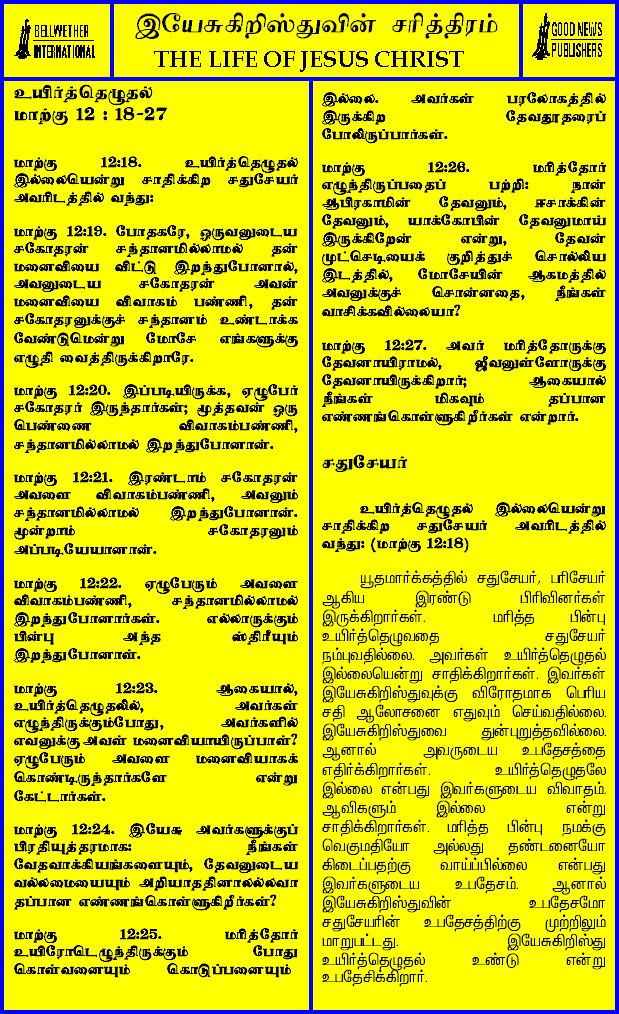 BELLWETHER
INTERNATIONAL
இயேசுகிறிஸ்துவின் சரித்திரம்
THE LIFE OF JESUS CHRIST
GOOD NEWS
PUBLISHERS
உயிர்த்தெழுதல்
மாற்கு 12 : 18-27
மாற்கு 12:18. உயிர்த்தெழுதல்
இல்லையென்று சாதிக்கிற சதுசேயர்
அவரிடத்தில் வந்து:
மாற்கு 12:19. போதகரே, ஒருவனுடைய
சகோதரன் சந்தானமில்லாமல் தன்
மனைவியை விட்டு இறந்துபோனால்,
அவனுடைய சகோதரன் அவன்
மனைவியை விவாகம் பண்ணி, தன்
சகோதரனுக்குச் சந்தானம் உண்டாக்க
வேண்டுமென்று மோசே எங்களுக்கு
எழுதி வைத்திருக்கிறாரே.
மாற்கு 12:20. இப்படியிருக்க, ஏழுபேர்
சகோதரர் இருந்தார்கள்; மூத்தவன் ஒரு
பெண்ணை விவாகம்பண்ணி,
சந்தானமில்லாமல் இறந்துபோனான்.
மாற்கு 12:21. இரண்டாம் சகோதரன்
அவளை விவாகம்பண்ணி, அவனும்
சந்தானமில்லாமல் இறந்துபோனான்.
மூன்றாம் சகோதரனும்
அப்படியேயானான்.
மாற்கு 12:22. ஏழுபேரும் அவளை
விவாகம்பண்ணி, சந்தானமில்லாமல்
இறந்துபோனார்கள். எல்லாருக்கும்
பின்பு அந்த ஸ்திரீயும்
இறந்துபோனாள்.
மாற்கு 12:23. ஆகையால்,
உயிர்த்தெழுதலில், அவர்கள்
எழுந்திருக்கும்போது, அவர்களில்
எவனுக்கு அவள் மனைவியாயிருப்பாள்?
ஏழுபேரும் அவளை மனைவியாகக்
கொண்டிருந்தார்களே என்று
கேட்டார்கள்.
மாற்கு 12:24. இயேசு அவர்களுக்குப்
பிரதியுத்தரமாக: நீங்கள்
வேதவாக்கியங்களையும், தேவனுடைய
வல்லமையையும் அறியாததினாலல்லவா
தப்பான எண்ணங்கொள்ளுகிறீர்கள்?
மாற்கு 12:25. மரித்தோர்
உயிரோடெழுந்திருக்கும் போது
கொள்வனையும் கொடுப்பனையும்
இல்லை. அவர்கள் பரலோகத்தில்
இருக்கிற தேவதூதரைப்
போலிருப்பார்கள்.
மாற்கு 12:26. மரித்தோர்
எழுந்திருப்பதைப் பற்றி: நான்
ஆபிரகாமின் தேவனும், ஈசாக்கின்
தேவனும், யாக்கோபின் தேவனுமாய்
இருக்கிறேன் என்று, தேவன்
முட்செடியைக் குறித்துச் சொல்லிய
இடத்தில், மோசேயின் ஆகமத்தில்
அவனுக்குச் சொன்னதை, நீங்கள்
வாசிக்கவில்லையா?
மாற்கு 12:27. அவர் மரித்தோருக்கு
தேவனாயிராமல், ஜீவனுள்ளோருக்கு
தேவனாயிருக்கிறார்; ஆகையால்
நீங்கள் மிகவும் தப்பான
எண்ணங்கொள்ளுகிறீர்கள் என்றார்.
சதுசேயர்
உயிர்த்தெழுதல் இல்லையென்று
சாதிக்கிற சதுசேயர் அவரிடத்தில்
வந்து: (மாற்கு 12:18)
யூதமார்க்கத்தில் சதுசேயர், பரிசேயர்
ஆகிய இரண்டு பிரிவினர்கள்
இருக்கிறார்கள். மரித்த பின்பு
உயிர்த்தெழுவதை சதுசேயர்
நம்புவதில்லை. அவர்கள் உயிர்த்தெழுதல்
இல்லையென்று சாதிக்கிறார்கள். இவர்கள்
இயேசுகிறிஸ்துவுக்கு விரோதமாக பெரிய
சதி ஆலோசனை எதுவும் செய்வதில்லை.
இயேசுகிறிஸ்துவை துன்புறுத்தவில்லை.
ஆனால் அவருடைய உபதேசத்தை
எதிர்க்கிறார்கள். உயிர்த்தெழுதலே
இல்லை என்பது இவர்களுடைய விவாதம்.
ஆவிகளும் இல்லை என்று
சாதிக்கிறார்கள். மரித்த பின்பு நமக்கு
வெகுமதியோ அல்லது தண்டனையோ
கிடைப்பதற்கு வாய்ப்பில்லை என்பது
இவர்களுடைய உபதேசம். ஆனால்
இயேசுகிறிஸ்துவின் உபதேசமோ
சதுசேயரின் உபதேசத்திற்கு முற்றிலும்
மாறுபட்டது. இயேசுகிறிஸ்து
உயிர்த்தெழுதல் உண்டு என்று
உபதேசிக்கிறார்.